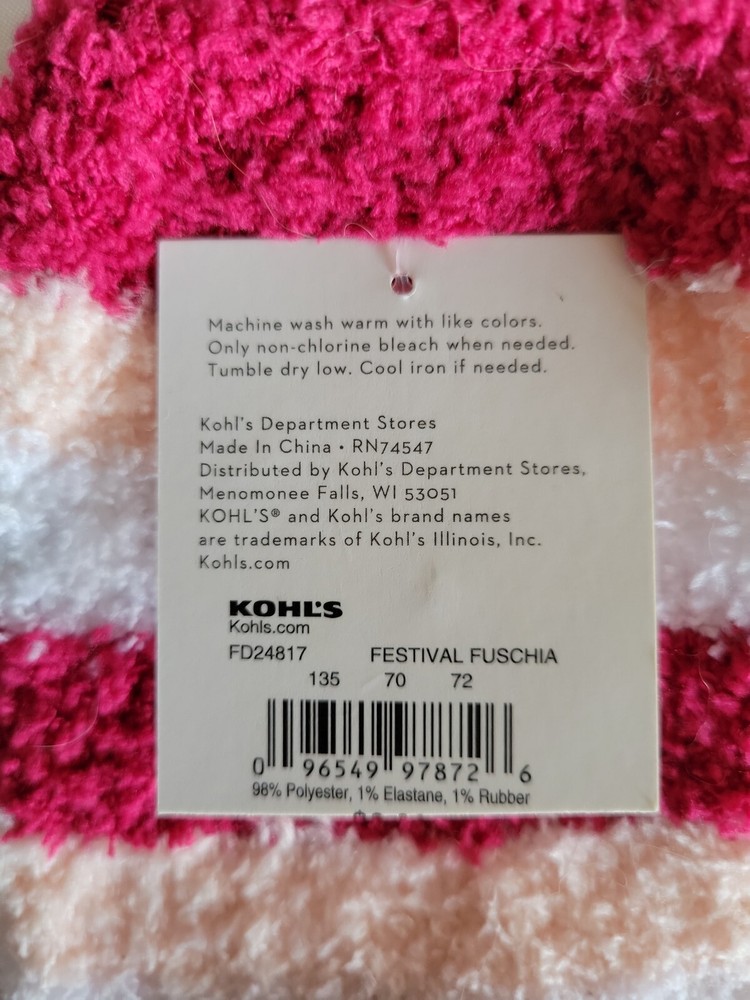 Machine wash warm with like colors.
Only non-chlorine bleach when needed.
Tumble dry low. Cool iron if needed.
Kohl's Department Stores
Made In China • RN74547
Distributed by Kohl's Department Stores,
Menomonee Falls, WI 53051
KOHL'S® and Kohl's brand names
are trademarks of Kohl's Illinois, Inc.
Kohls.com
KOHL'S
Kohls.com
FD24817 FESTIVAL FUSCHIA
135 70 72
0 96549 97872 6
98% Polyester, 1% Elastane, 1% Rubber